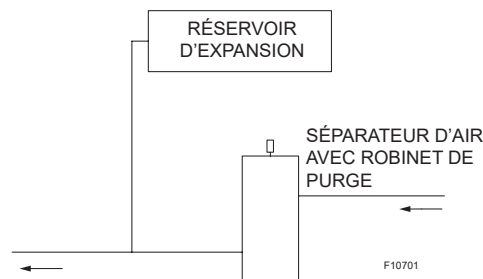 RÉSERVOIR
D'EXPANSION
SÉPARATEUR D'AIR
AVEC ROBINET DE
PURGE
F10701